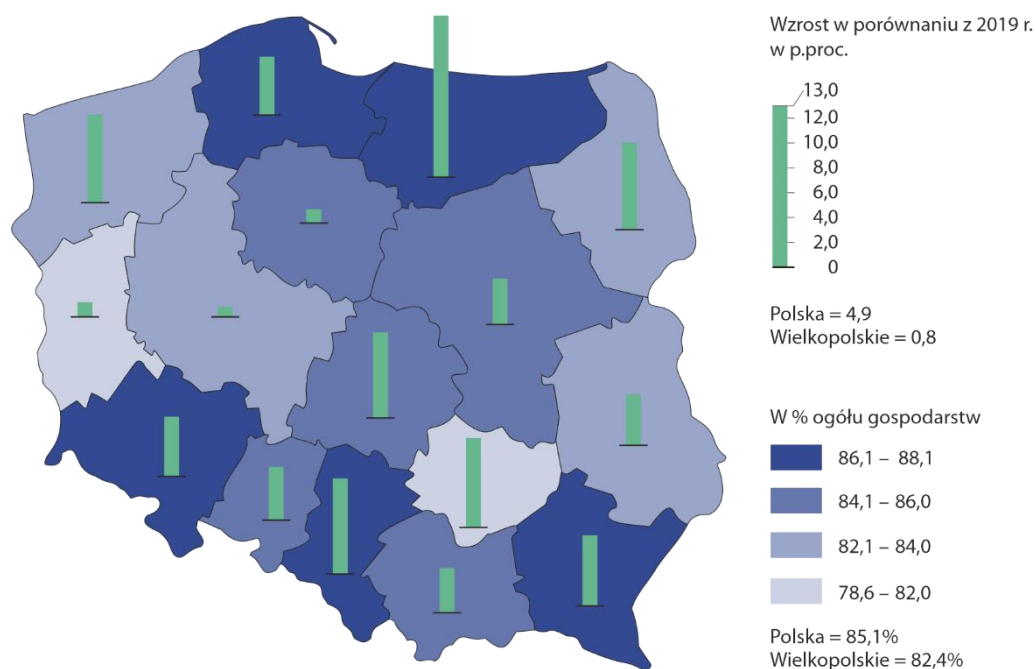 Wzrost w porównaniu z 2019 r.
w p.proc.
13,0
12,0
10,0
8,0
6,0
4,0
2,0
0
Polska = 4,9
Wielkopolskie = 0,8
W % ogółu gospodarstw
86,1 – 88,1
84,1 – 86,0
82,1 – 84,0
78,6 – 82,0
Polska = 85,1%
Wielkopolskie = 82,4%